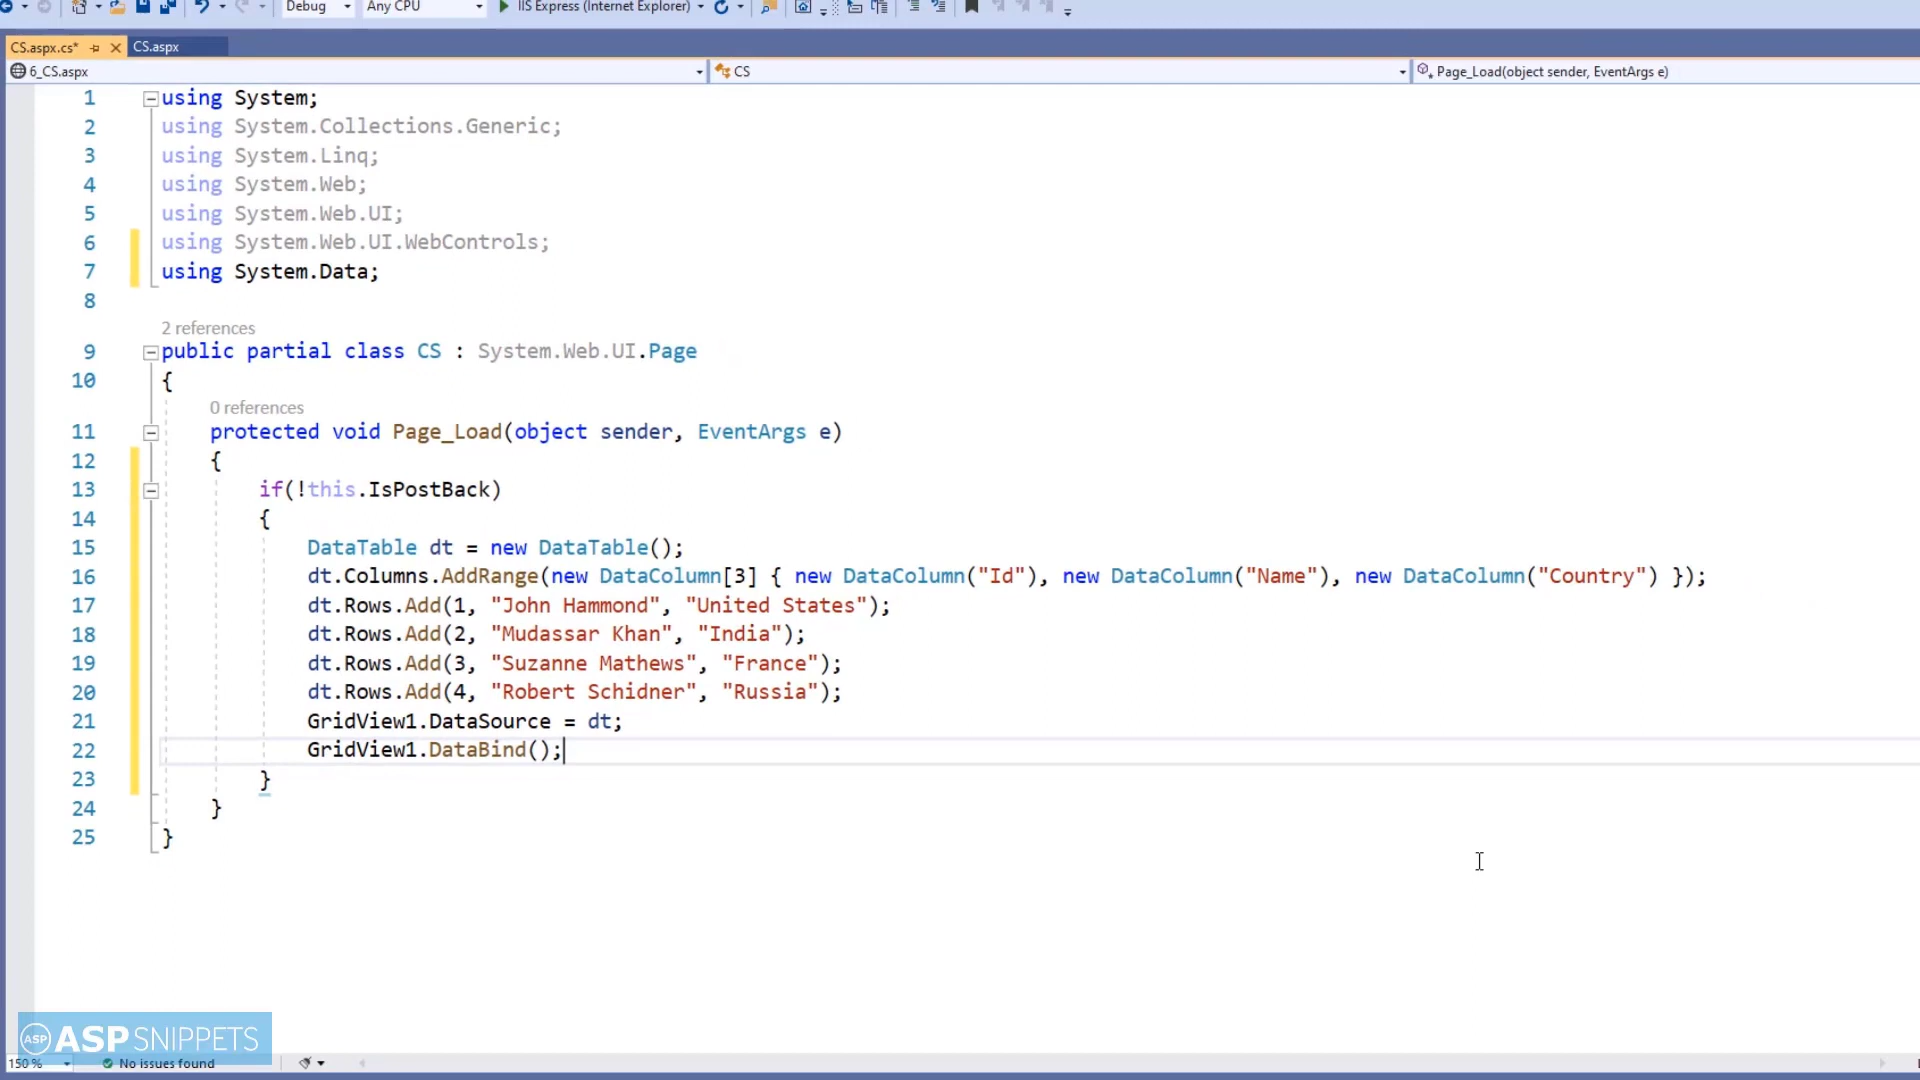 Debug Any CPU IIS Express (Internet Explorer)
CS.aspx.cs* CS.aspx
6_CS.aspx CS Page_Load(object sender, EventArgs e)
1 using System;
2 using System.Collections.Generic;
3 using System.Linq;
4 using System.Web;
5 using System.Web.UI;
6 using System.Web.UI.WebControls;
7 using System.Data;
8
2 references
9 public partial class CS : System.Web.UI.Page
10 {
0 references
11 protected void Page_Load(object sender, EventArgs e)
12 {
13 if(!this.IsPostBack)
14 {
15 DataTable dt = new DataTable();
16 dt.Columns.AddRange(new DataColumn[3] { new DataColumn("Id"), new DataColumn("Name"), new DataColumn("Country") });
17 dt.Rows.Add(1, "John Hammond", "United States");
18 dt.Rows.Add(2, "Mudassar Khan", "India");
19 dt.Rows.Add(3, "Suzanne Mathews", "France");
20 dt.Rows.Add(4, "Robert Schidner", "Russia");
21 GridView1.DataSource = dt;
22 GridView1.DataBind();
23 }
24 }
25 }
ASP ASPSNIPPETS
150 % No issues found